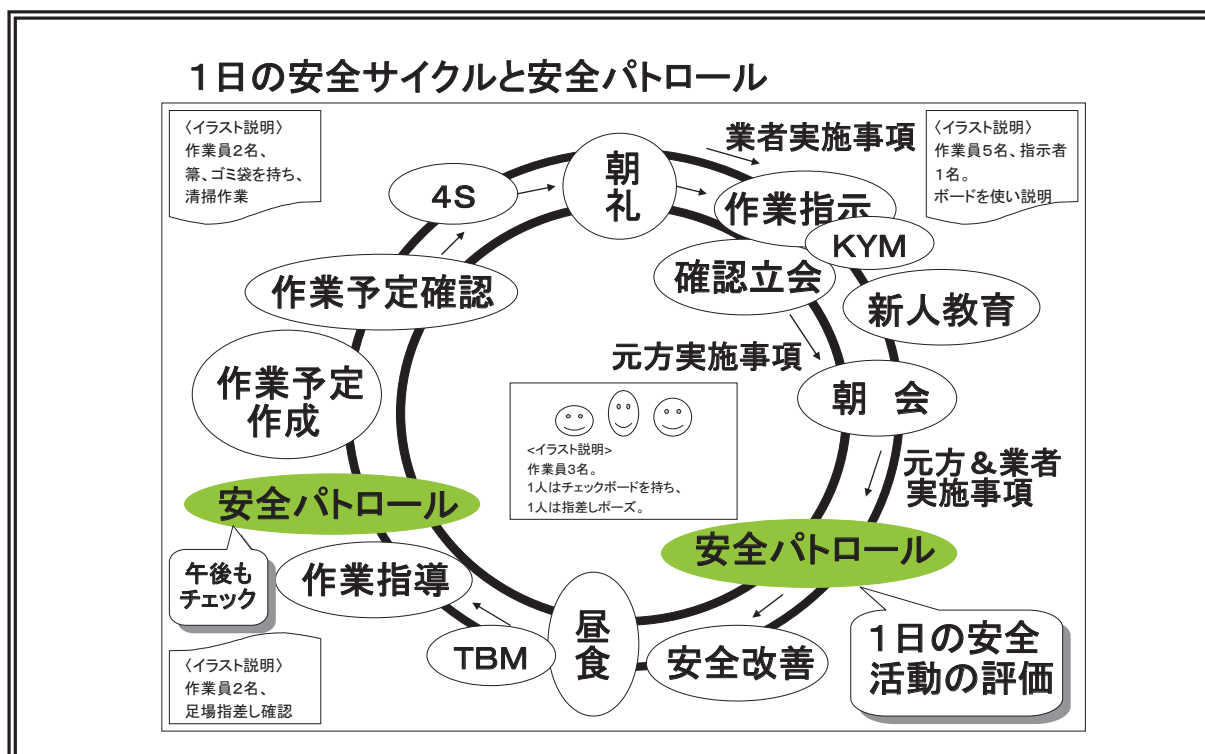 1日の安全サイクルと安全パトロール
〈イラスト説明〉
作業員2名、
箒、ゴミ袋を持ち、
清掃作業
4S
朝
礼
業者実施事項
〈イラスト説明〉
作業員5名、指示者
1名。
ボードを使い説明
作業指示
KYM
確認立会
新人教育
作業予定確認
元方実施事項
朝 会
作業予定
作成
<イラスト説明>
作業員3名。
1人はチェックボードを持ち、
1人は指差しポーズ。
元方&業者
実施事項
安全パトロール
安全パトロール
午後も
チェック
作業指導
昼
食
TBM
安全改善
1日の安全
活動の評価
〈イラスト説明〉
作業員2名、
足場指差し確認